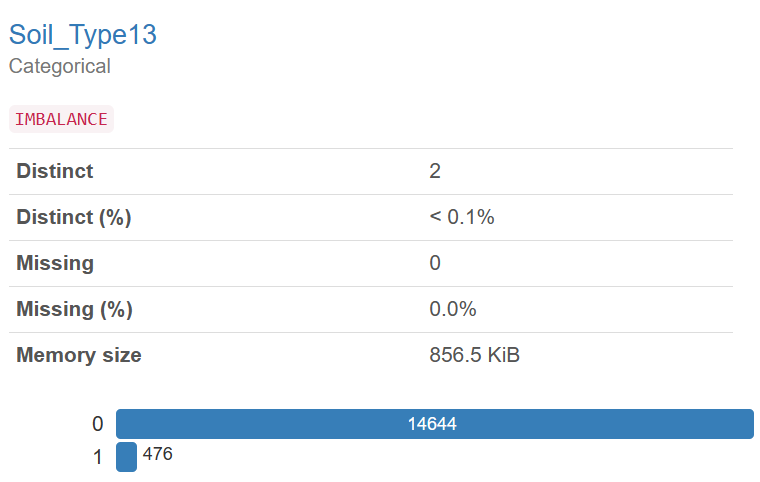 Soil_Type13
Categorical
IMBALANCE
Distinct 2
Distinct (%) < 0.1%
Missing 0
Missing (%) 0.0%
Memory size 856.5 KiB
0 14644
1 476